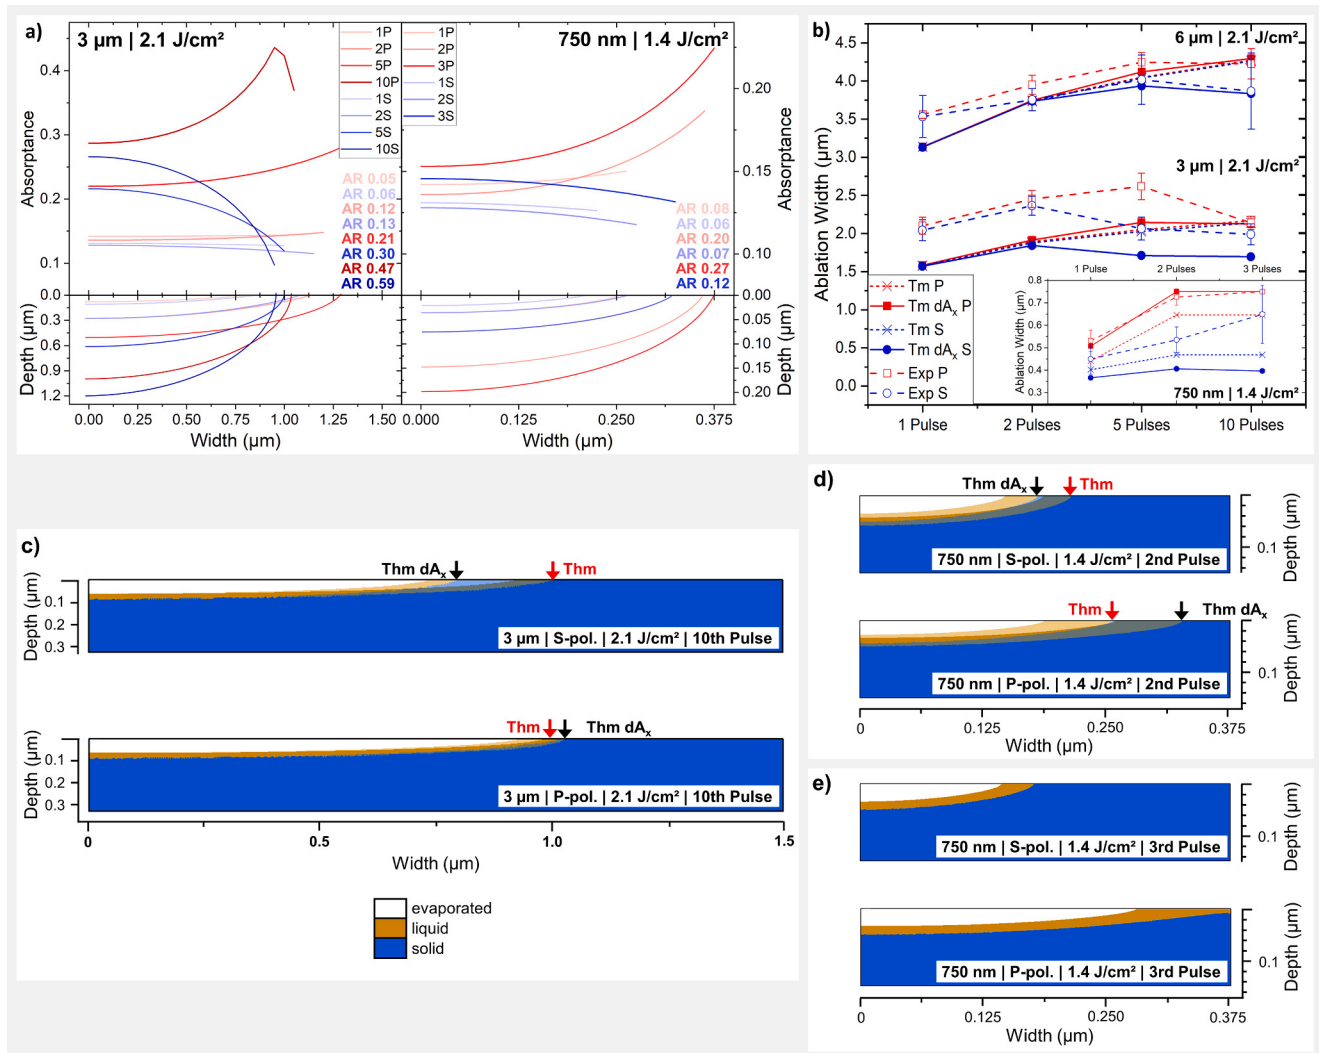 a)
3 µm | 2.1 J/cm²
1P
2P
5P
10P
1S
2S
5S
10S
1P
2P
3P
1S
2S
3S
750 nm | 1.4 J/cm²
Absorptance
0.4
0.3
0.2
0.1
0.20
0.15
0.10
Absorptance
AR 0.05
AR 0.06
AR 0.12
AR 0.13
AR 0.21
AR 0.30
AR 0.47
AR 0.59
AR 0.08
AR 0.06
AR 0.20
AR 0.07
AR 0.27
AR 0.12
Depth (µm)
0.0
0.3
0.6
0.9
1.2
0.00
0.05
0.10
0.15
0.20
Depth (µm)
0.00 0.25 0.50 0.75 1.00 1.25 1.50
Width (µm)
0.000 0.125 0.250 0.375
Width (µm)
b)
6 µm | 2.1 J/cm²
3 µm | 2.1 J/cm²
Ablation Width (µm)
4.5
4.0
3.5
3.0
2.5
2.0
1.5
1.0
0.5
0.0
Tm P
Tm dAₓ P
Tm S
Tm dAₓ S
Exp P
Exp S
1 Pulse 2 Pulses 3 Pulses
Ablation Width (µm)
0.8
0.7
0.6
0.5
0.4
0.3
750 nm | 1.4 J/cm²
1 Pulse 2 Pulses 5 Pulses 10 Pulses
c)
Thm dAₓ Thm
Depth (µm)
0.1
0.2
0.3
3 µm | S-pol. | 2.1 J/cm² | 10th Pulse
Thm Thm dAₓ
Depth (µm)
0.1
0.2
0.3
3 µm | P-pol. | 2.1 J/cm² | 10th Pulse
0 0.5 1.0 1.5
Width (µm)
evaporated
liquid
solid
d)
Thm dAₓ Thm
750 nm | S-pol. | 1.4 J/cm² | 2nd Pulse
0.1
Depth (µm)
Thm Thm dAₓ
750 nm | P-pol. | 1.4 J/cm² | 2nd Pulse
0.1
Depth (µm)
0 0.125 0.250 0.375
Width (µm)
e)
750 nm | S-pol. | 1.4 J/cm² | 3rd Pulse
0.1
Depth (µm)
750 nm | P-pol. | 1.4 J/cm² | 3rd Pulse
0.1
Depth (µm)
0 0.125 0.250 0.375
Width (µm)